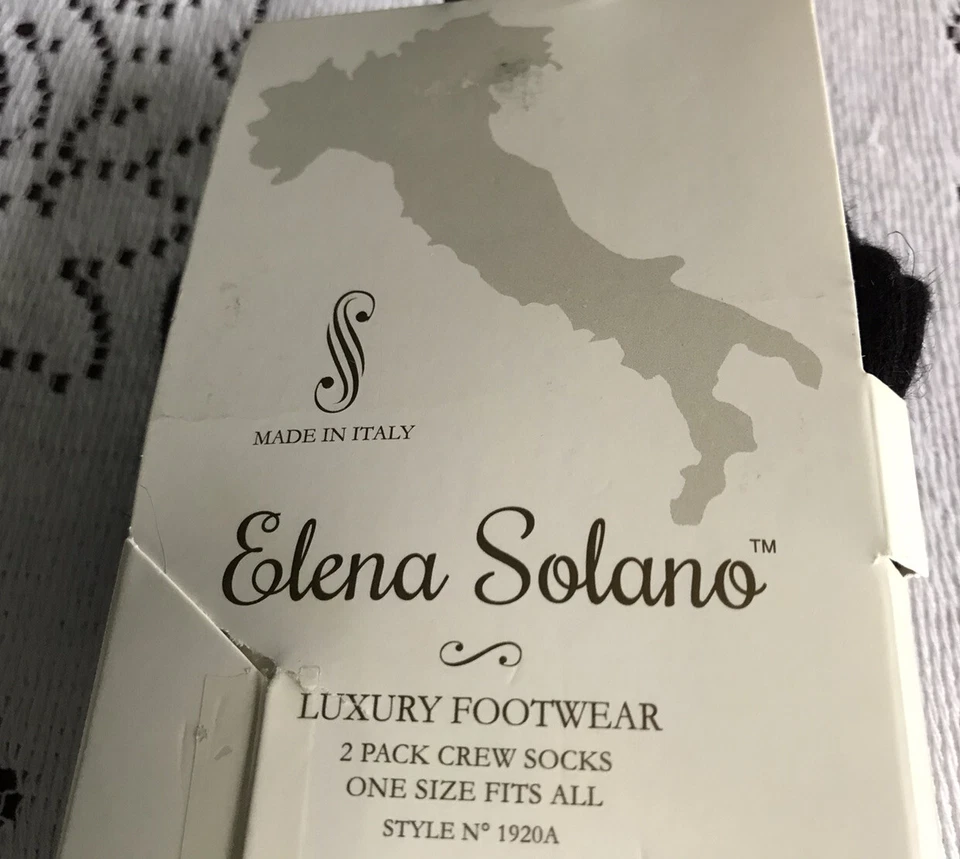 MADE IN ITALY
Elena Solano™
LUXURY FOOTWEAR
2 PACK CREW SOCKS
ONE SIZE FITS ALL
STYLE N° 1920A